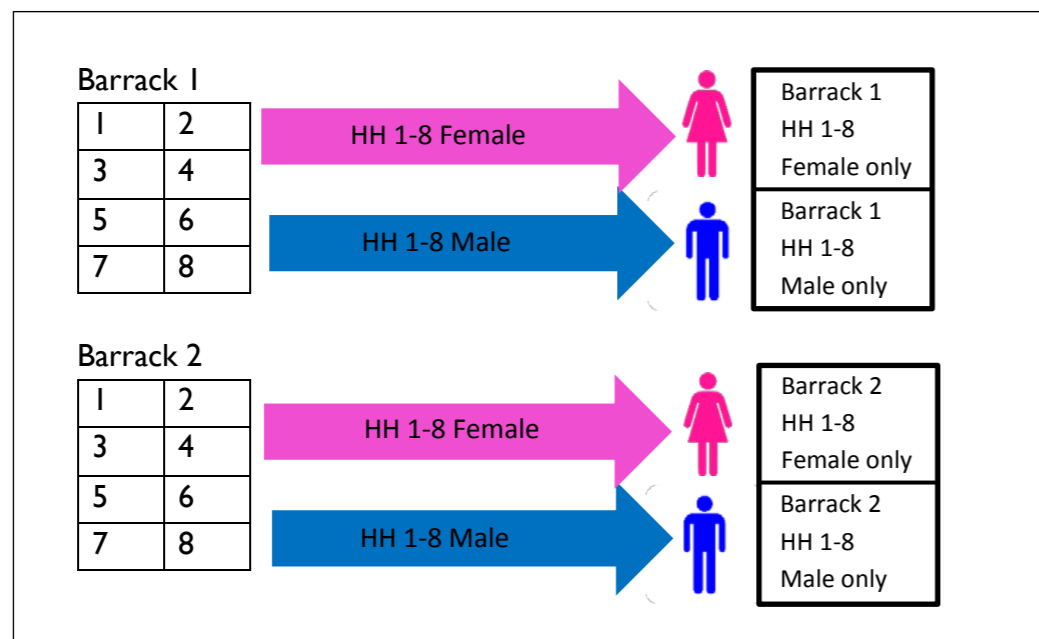 Barrack 1
1 2
3 4
5 6
7 8
HH 1-8 Female
HH 1-8 Male
Barrack 1
HH 1-8
Female only
Barrack 1
HH 1-8
Male only
Barrack 2
1 2
3 4
5 6
7 8
HH 1-8 Female
HH 1-8 Male
Barrack 2
HH 1-8
Female only
Barrack 2
HH 1-8
Male only